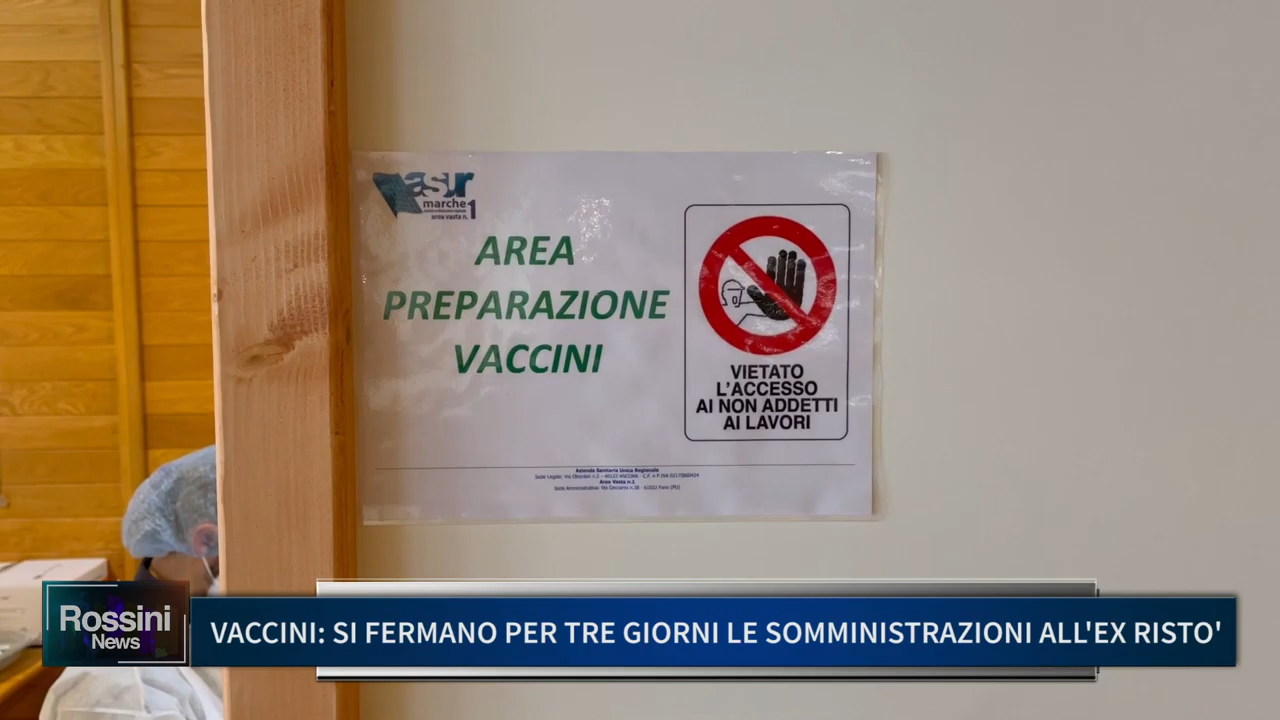 asur
marche 1
area vasta n.
AREA
PREPARAZIONE
VACCINI
VIETATO
L'ACCESSO
AI NON ADDETTI
AI LAVORI
Azienda Sanitaria Unica Regionale
Area Vasta n.1
Rossini
News
VACCINI: SI FERMANO PER TRE GIORNI LE SOMMINISTRAZIONI ALL'EX RISTO'